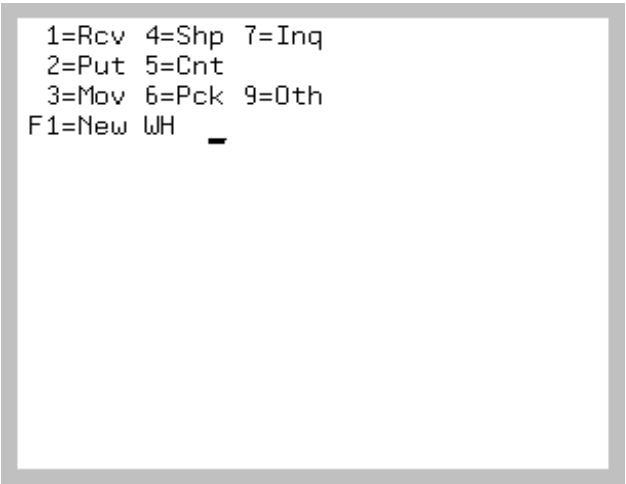 1=Rcv 4=Shp 7=Inq
2=Put 5=Cnt
3=Mov 6=Pck 9=Oth
F1=New WH _